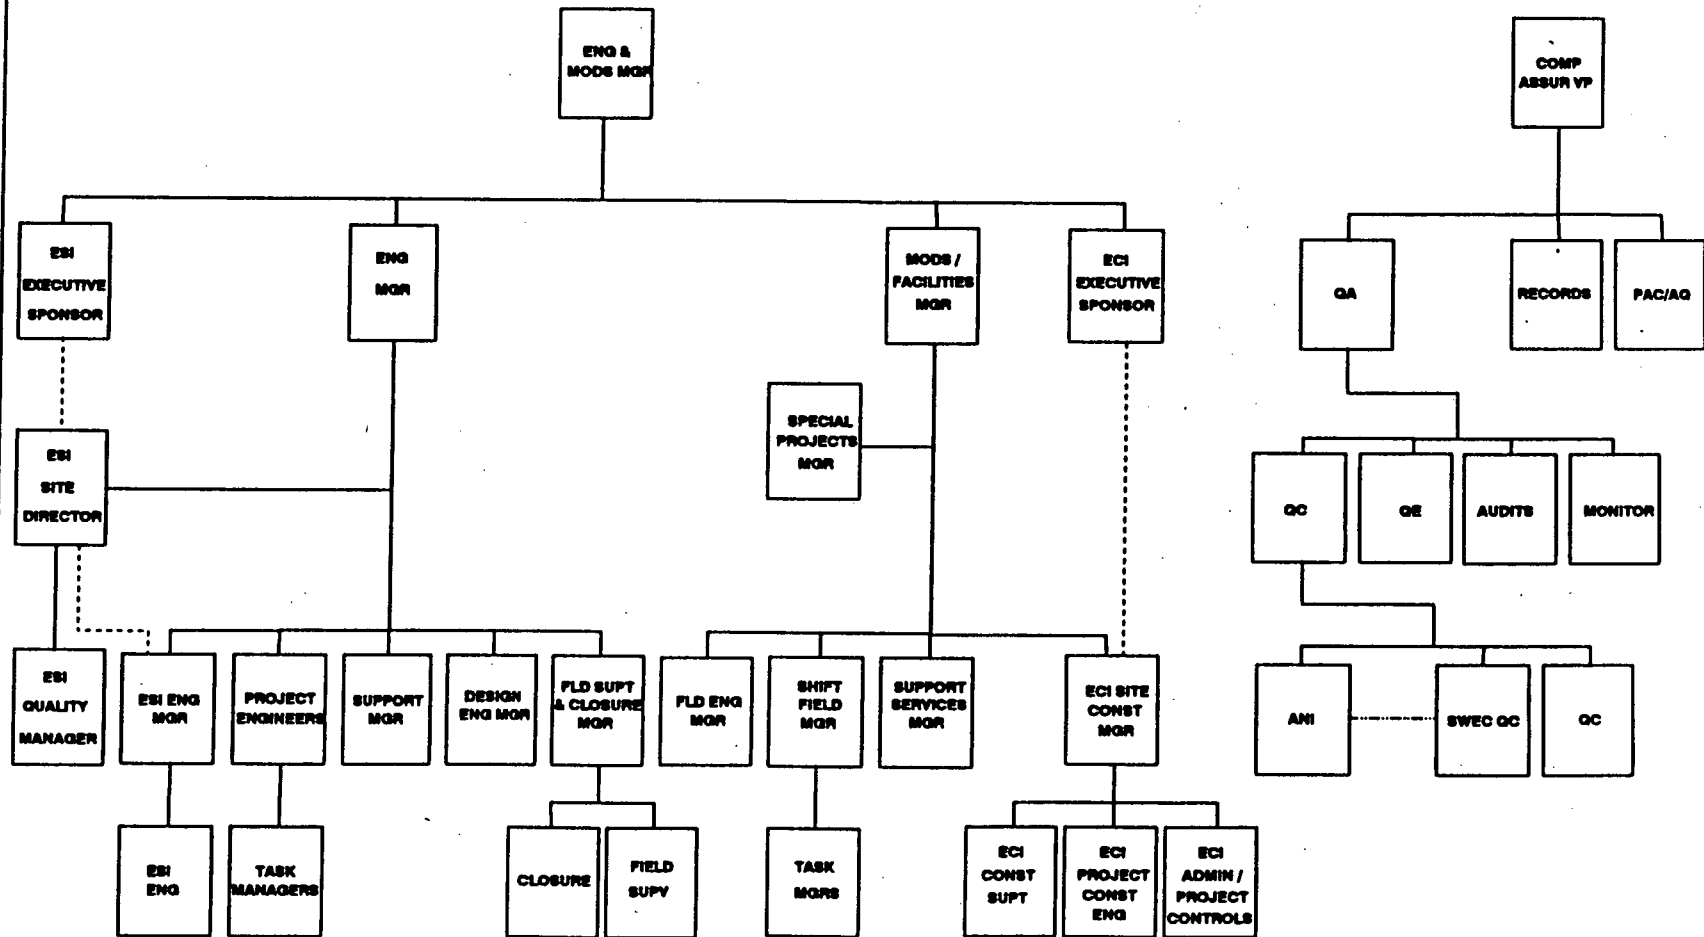 ENG &
MODS MGR
COMP
ASSUR VP
ESI
EXECUTIVE
SPONSOR
ENG
MGR
MODS /
FACILITIES
MGR
ECI
EXECUTIVE
SPONSOR
QA
RECORDS
PAC/AQ
SPECIAL
PROJECTS
MGR
ESI
SITE
DIRECTOR
QC
QE
AUDITS
MONITOR
ESI
QUALITY
MANAGER
ESI ENG
MGR
PROJECT
ENGINEERS
SUPPORT
MGR
DESIGN
ENG MGR
FLD SUPT
& CLOSURE
MGR
FLD ENG
MGR
SHIFT
FIELD
MGR
SUPPORT
SERVICES
MGR
ECI SITE
CONST
MGR
ANI
SWEC QC
QC
ESI
ENG
TASK
MANAGERS
CLOSURE
FIELD
SUPV
TASK
MGRS
ECI
CONST
SUPT
ECI
PROJECT
CONST
ENG
ECI
ADMIN /
PROJECT
CONTROLS